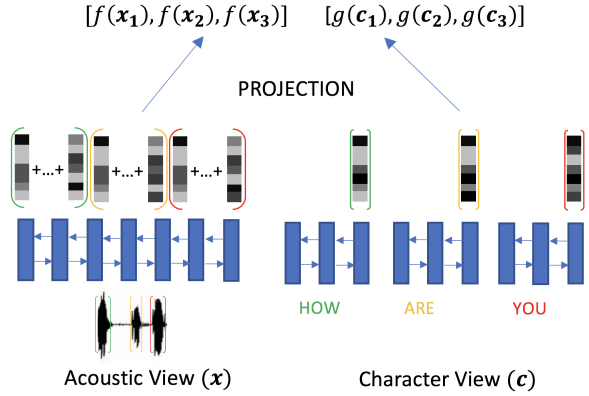 [f(x₁), f(x₂), f(x₃)] [g(c₁), g(c₂), g(c₃)]
PROJECTION
+...+ +...+ +...+
HOW ARE YOU
Acoustic View (x) Character View (c)